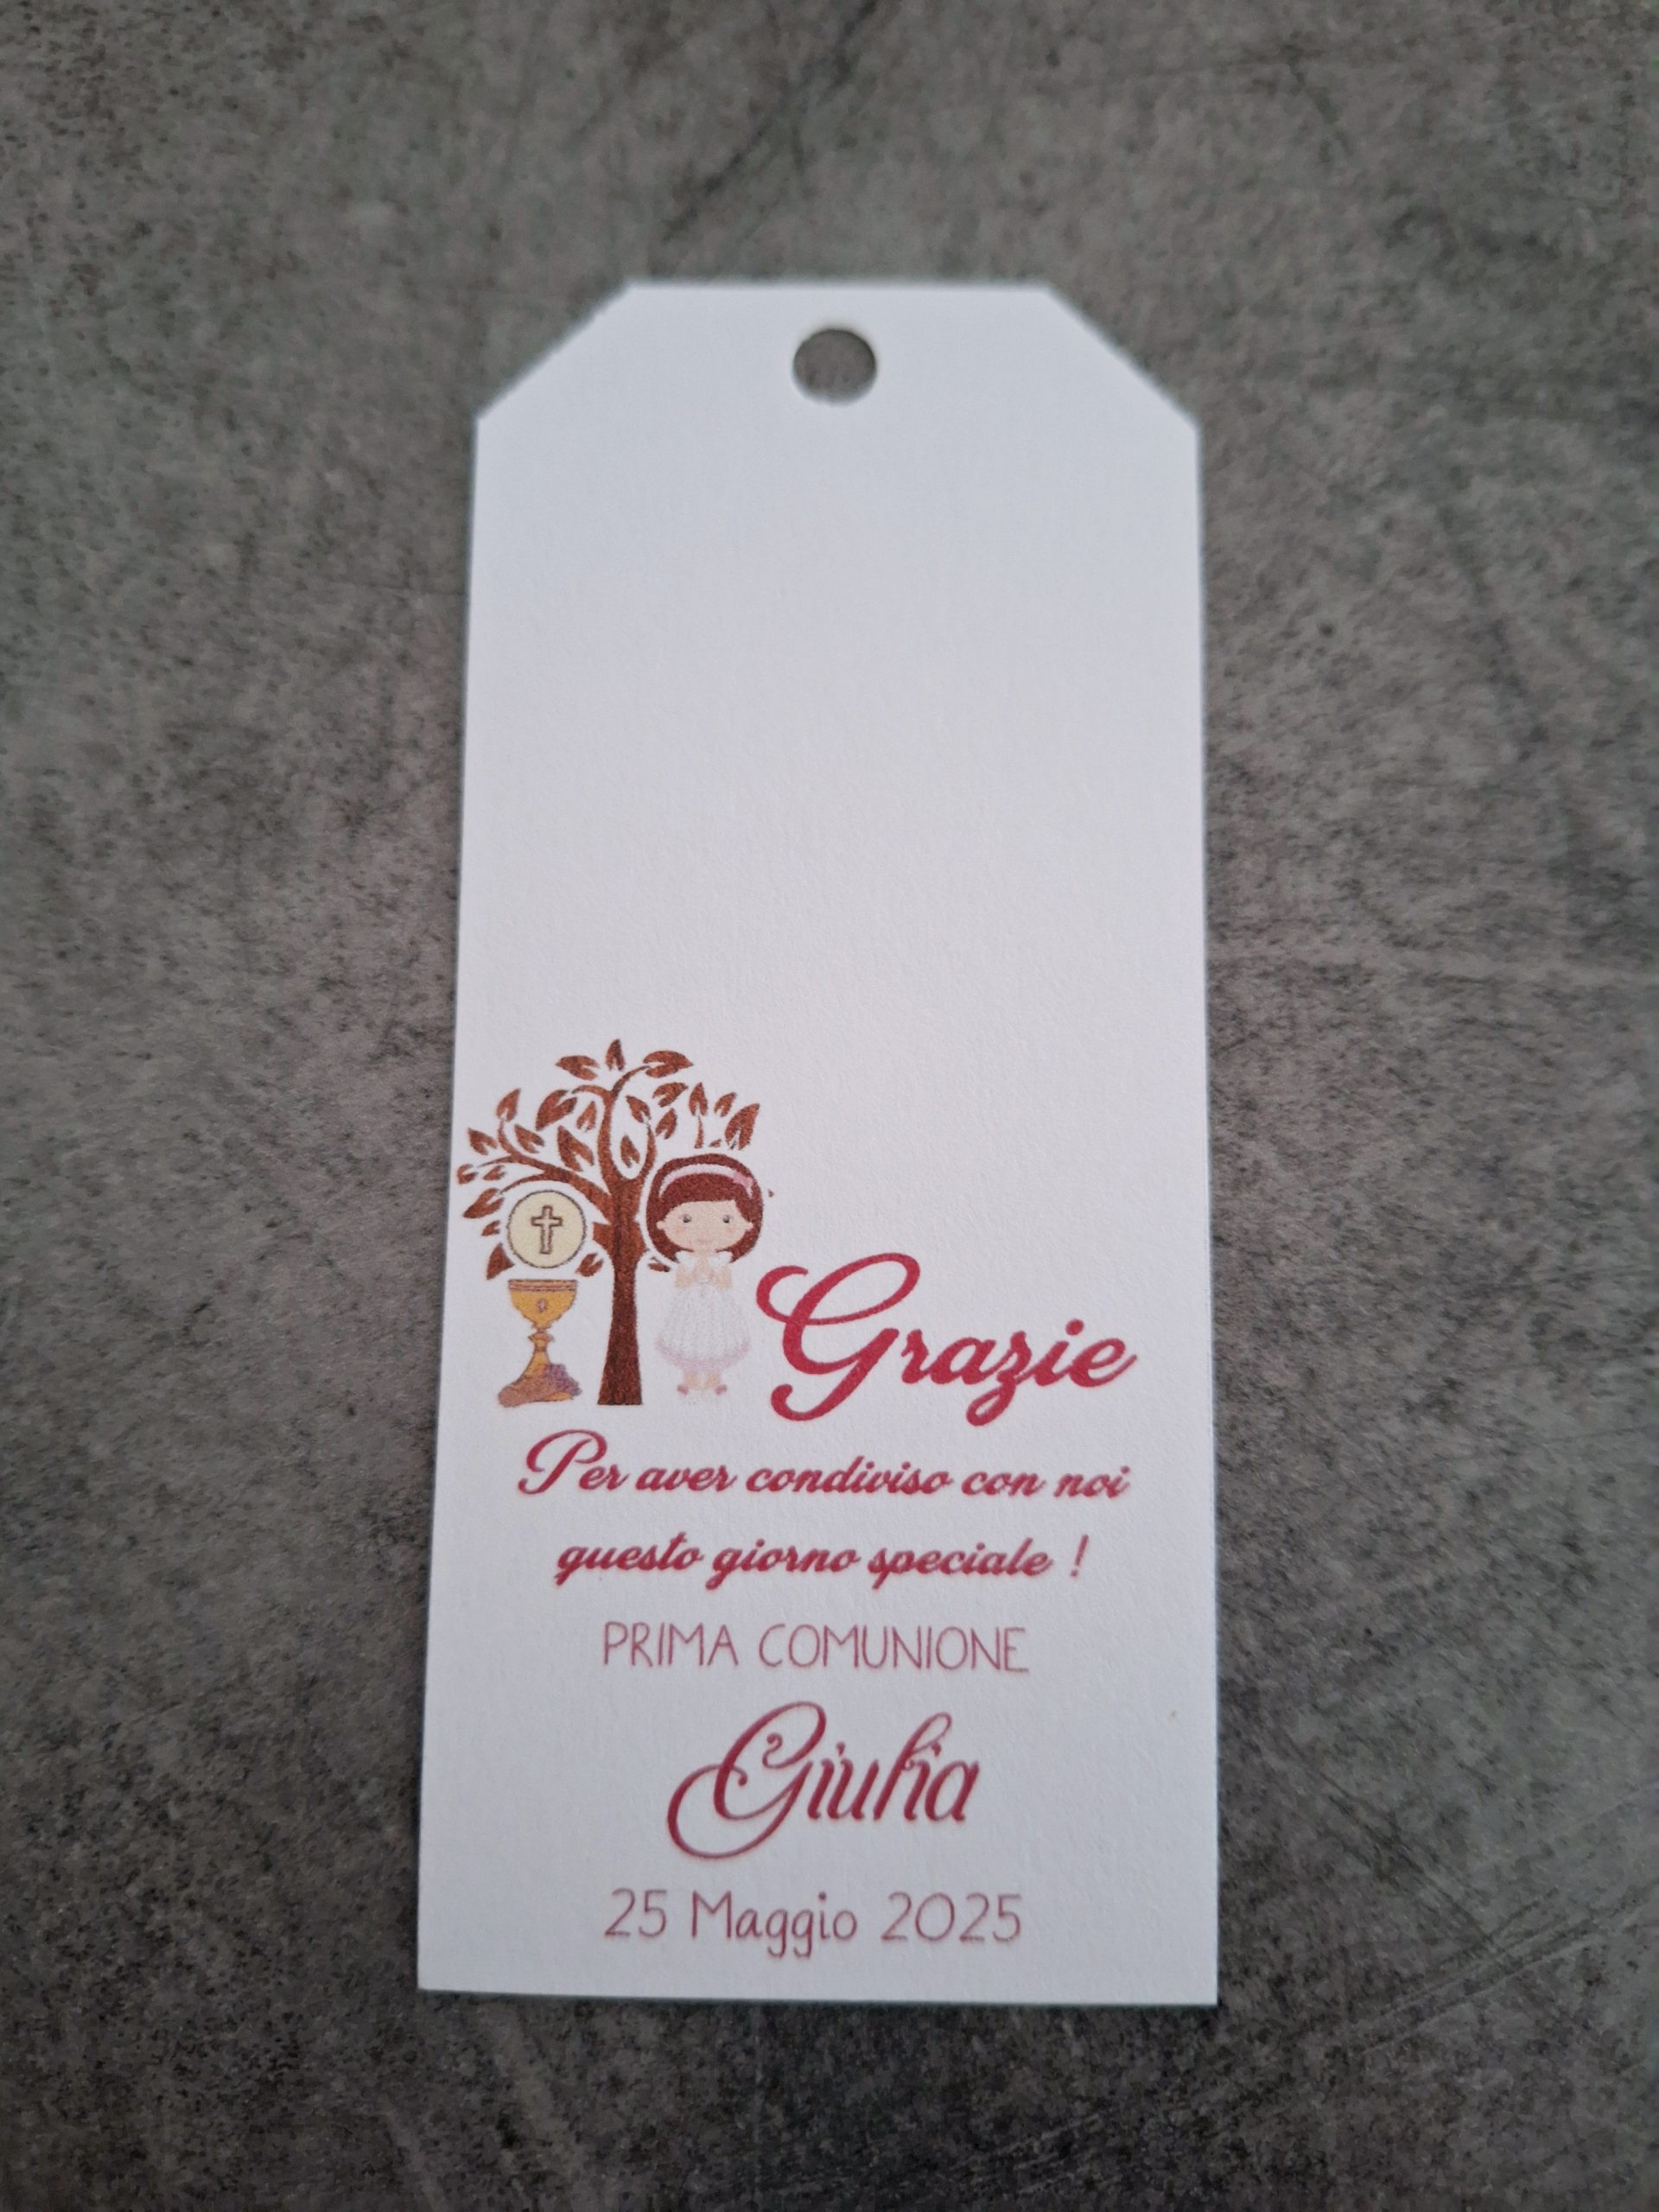 Grazie
Per aver condiviso con noi
questo giorno speciale !
PRIMA COMUNIONE
Giulia
25 Maggio 2025